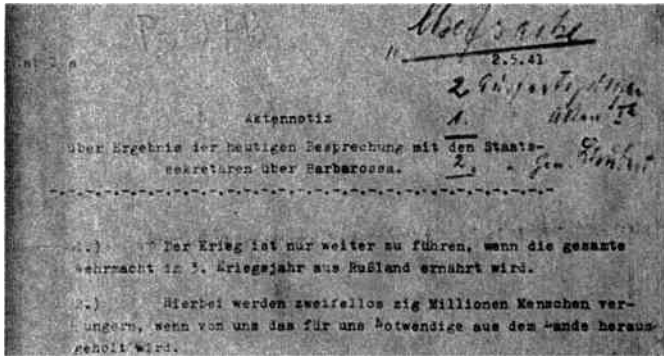 2.5.41
2
Aktennotiz
1.
über Ergebnis der heutigen Besprechung mit den Staats-
sekretären über Barbarossa.
2.
1.) Der Krieg ist nur weiter zu führen, wenn die gesamte
Wehrmacht im 3. Kriegsjahr aus Rußland ernährt wird.
2.) Hierbei werden zweifellos zig Millionen Menschen ver-
hungern, wenn von uns das für uns Notwendige aus dem Lande heraus-
geholt wird.